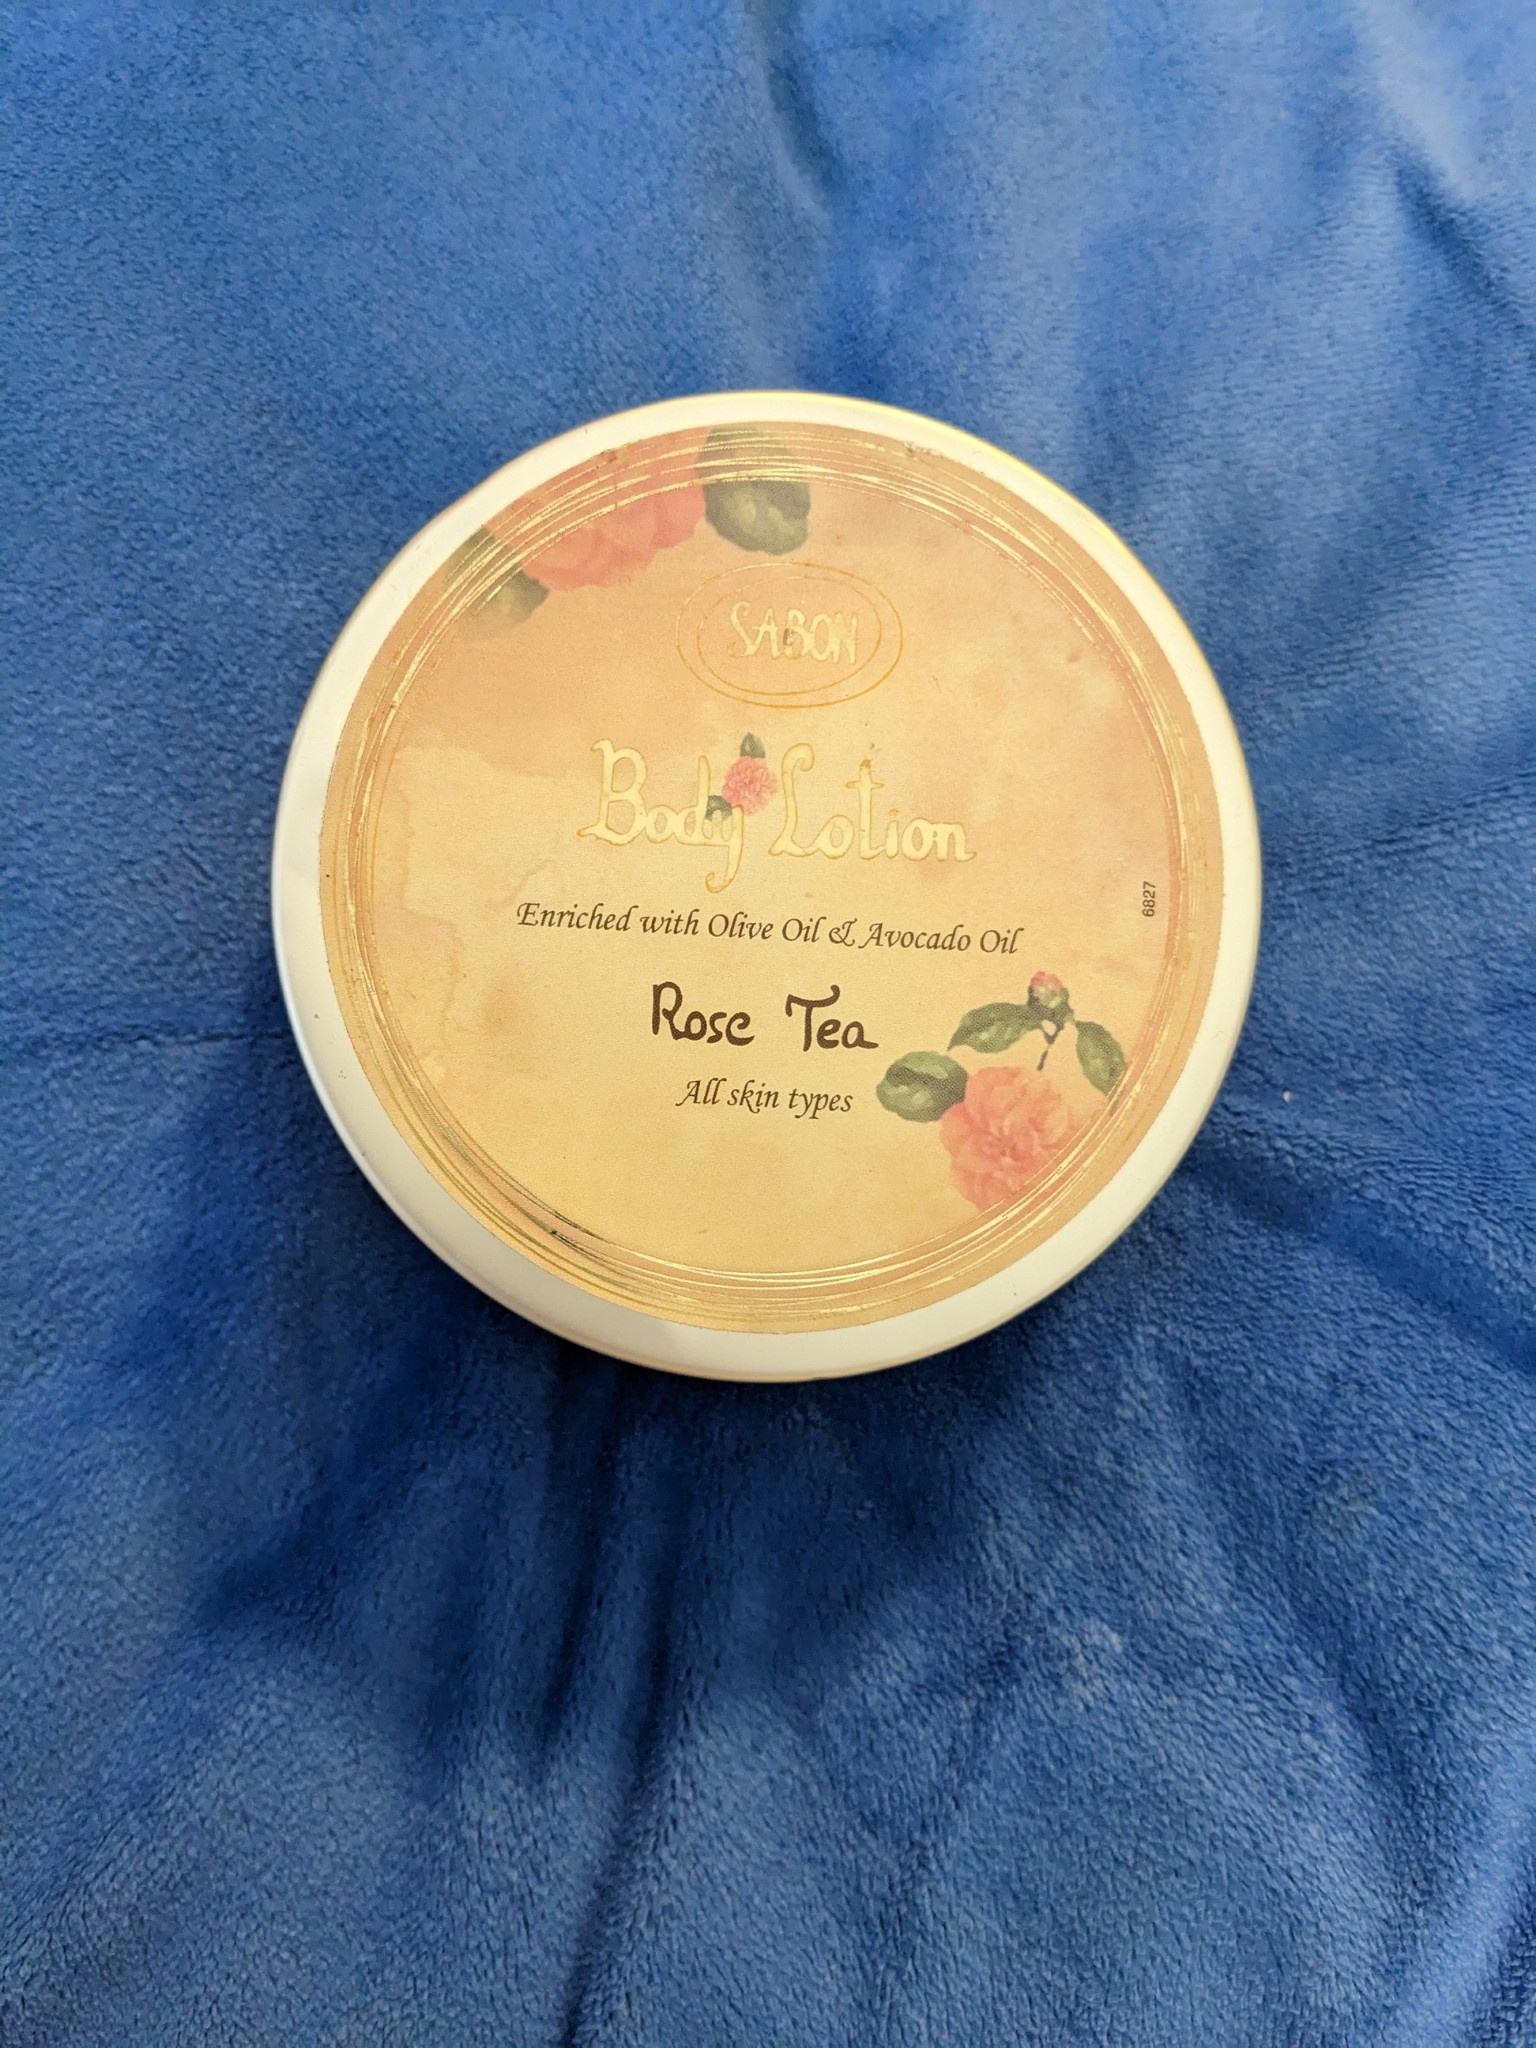 SABON
Body Lotion
Enriched with Olive Oil & Avocado Oil
Rose Tea
All skin types
6827